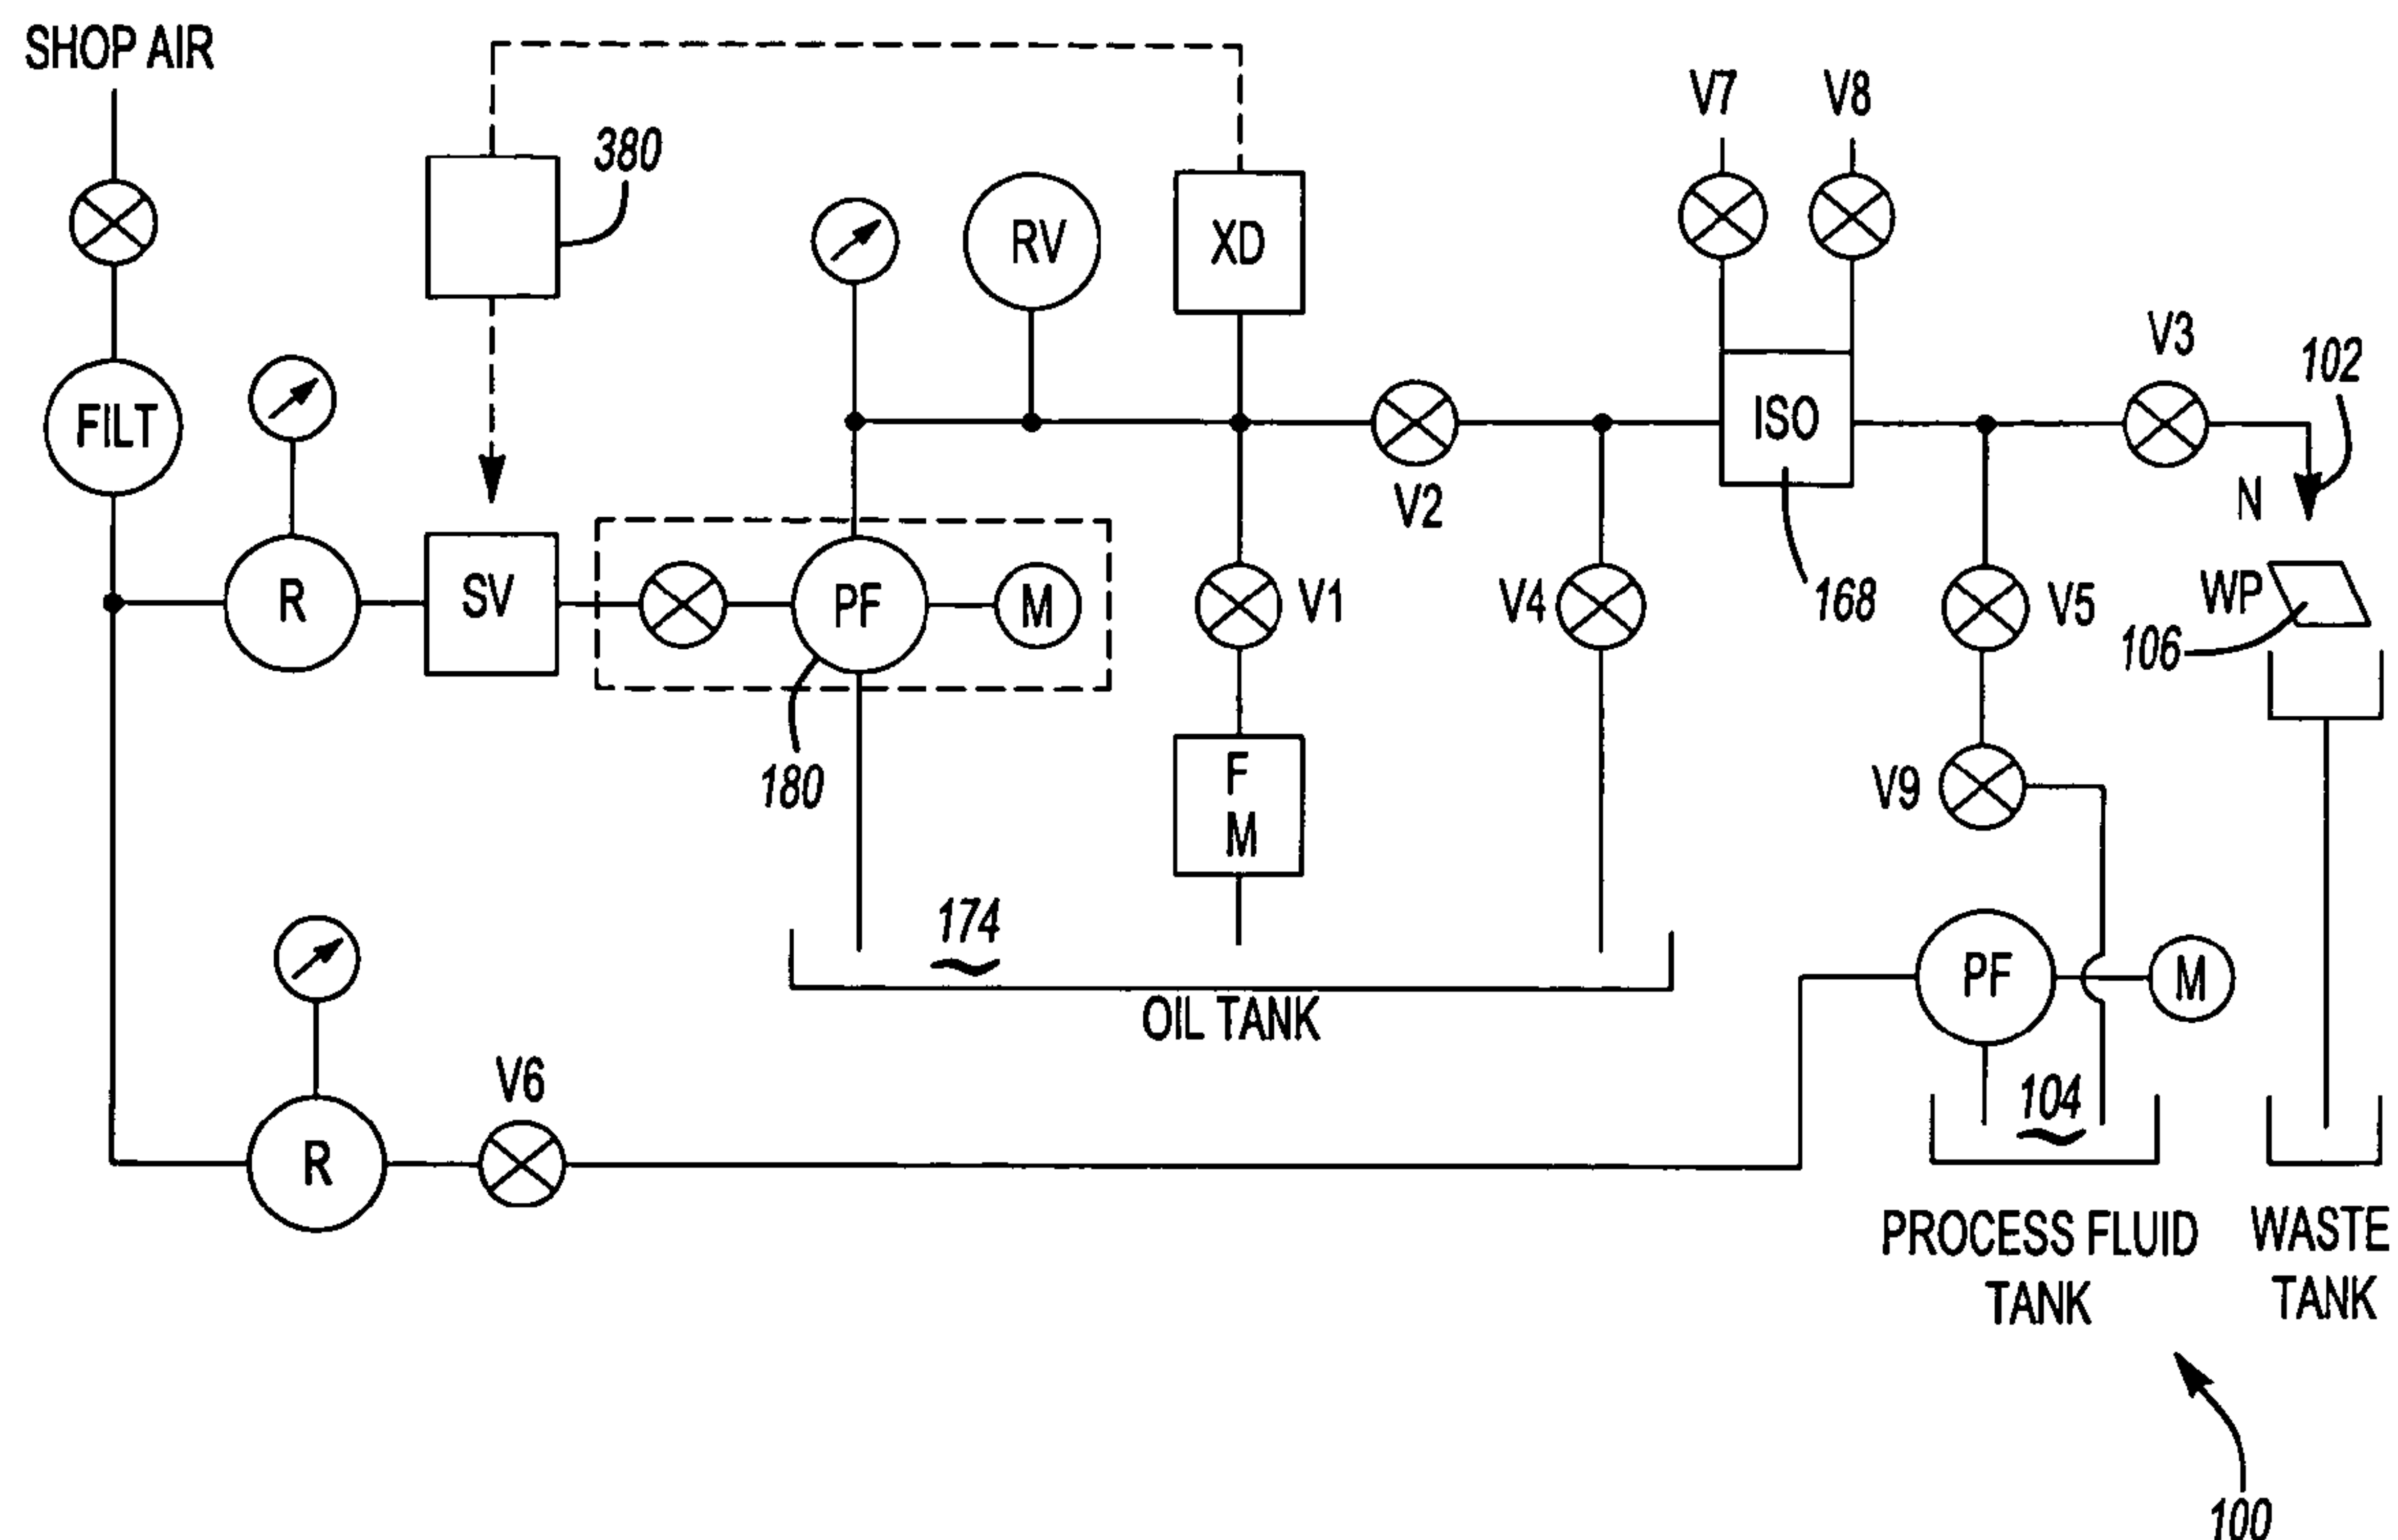 SHOP AIR
V7
V8
380
RV
XD
V3
102
FILT
ISO
V2
N
R
SV
PF
M
V1
V4
168
V5
WP
106
180
F
M
V9
174
OIL TANK
PF
M
V6
104
R
PROCESS FLUID
TANK
WASTE
TANK
100